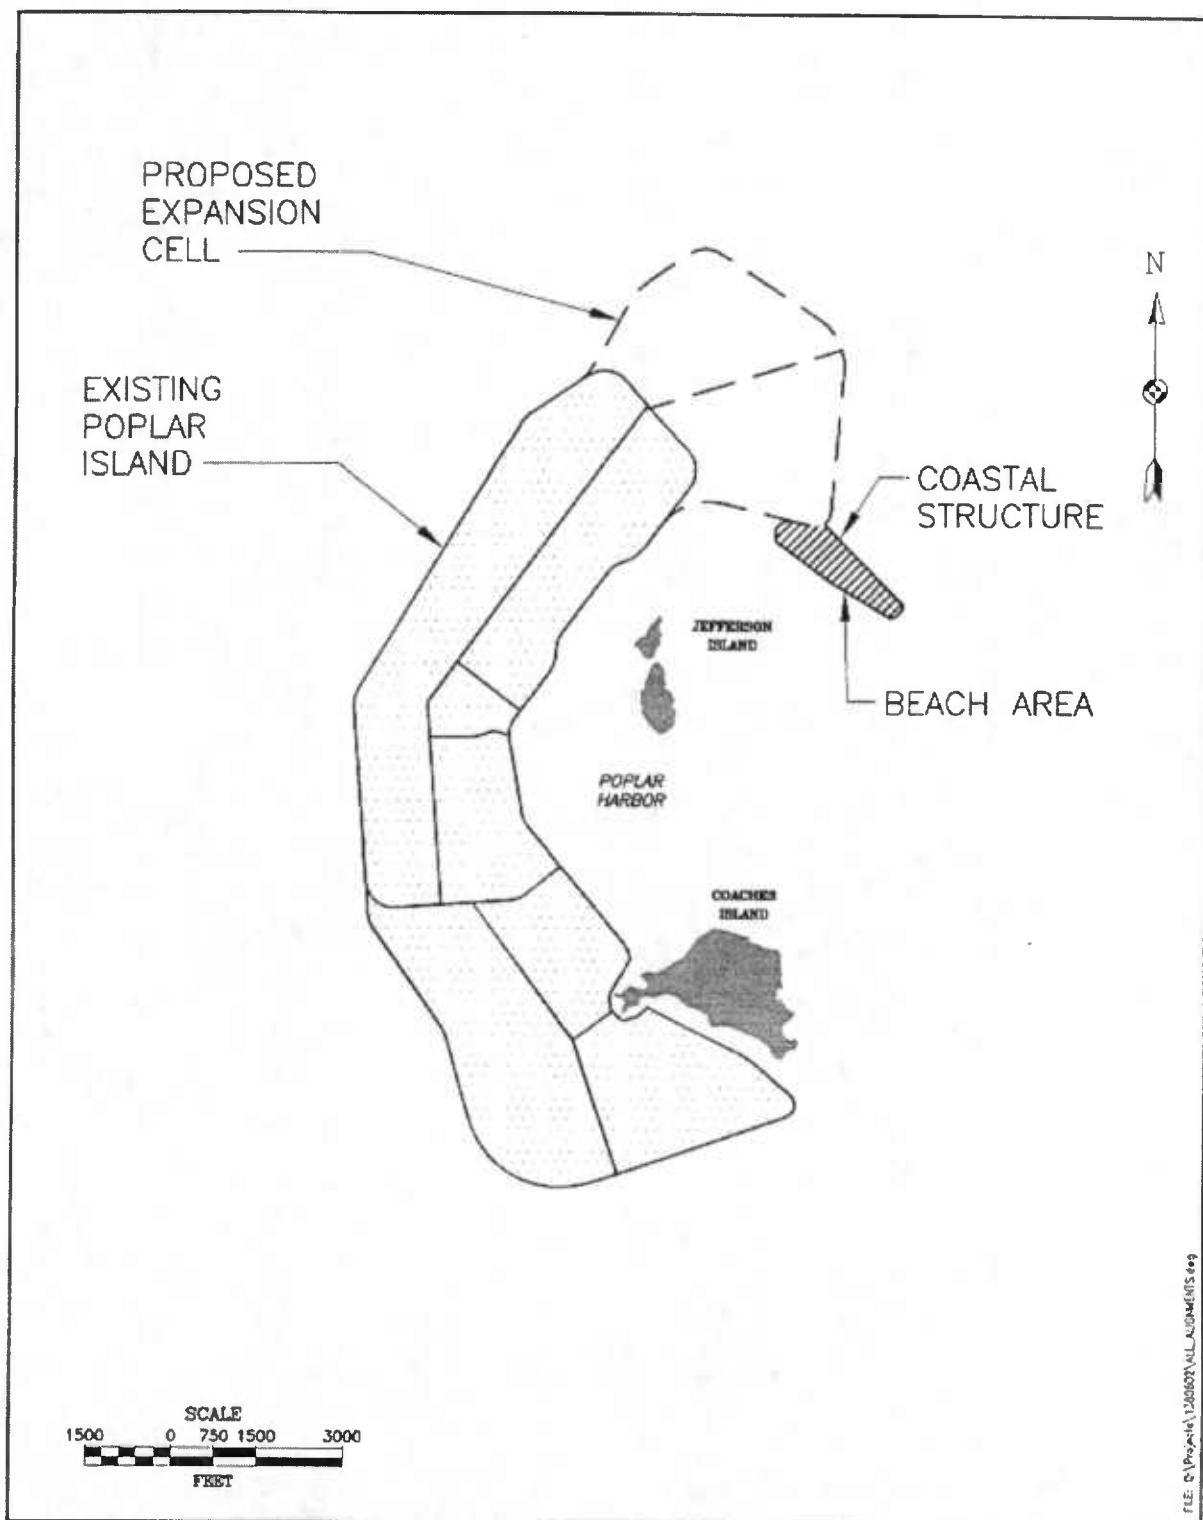 PROPOSED
EXPANSION
CELL
N
EXISTING
POPLAR
ISLAND
COASTAL
STRUCTURE
JEFFERSON
ISLAND
BEACH AREA
POPLAR
HARBOR
COACHES
ISLAND
SCALE
1500 0 750 1500 3000
FEET